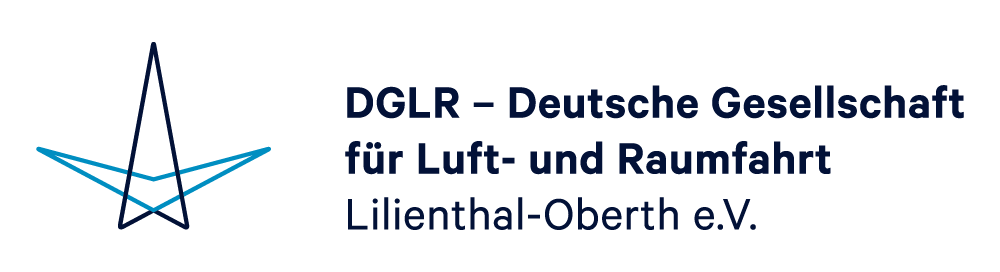 DGLR – Deutsche Gesellschaft
für Luft- und Raumfahrt
Lilienthal-Oberth e.V.